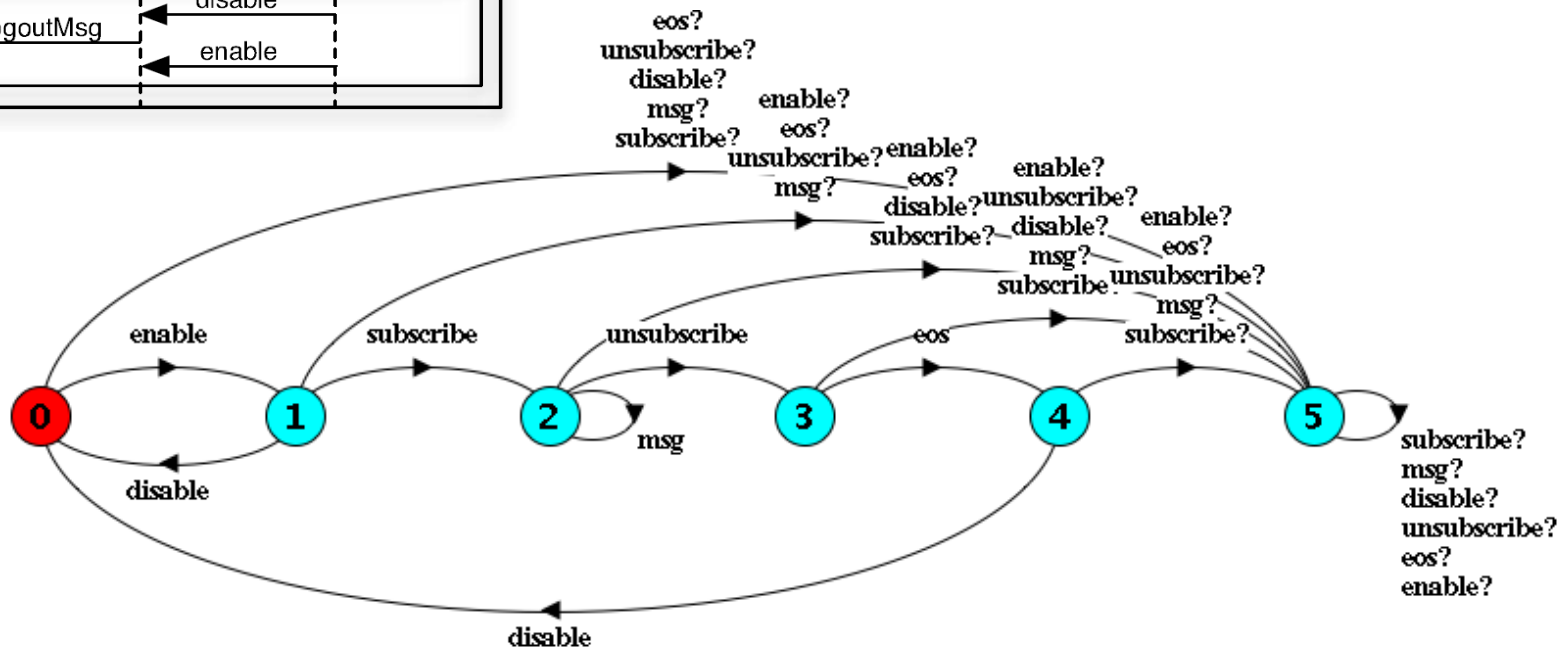 disable
enable
eos?
unsubscribe?
disable?
msg?
subscribe?
enable?
eos?
unsubscribe?
msg?
enable?
eos?
disable?
subscribe?
enable?
unsubscribe?
disable?
msg?
subscribe?
enable?
eos?
unsubscribe?
msg?
subscribe?
enable
subscribe
unsubscribe
eos
0
1
2
3
4
5
msg
disable
subscribe?
msg?
disable?
unsubscribe?
eos?
enable?
disable